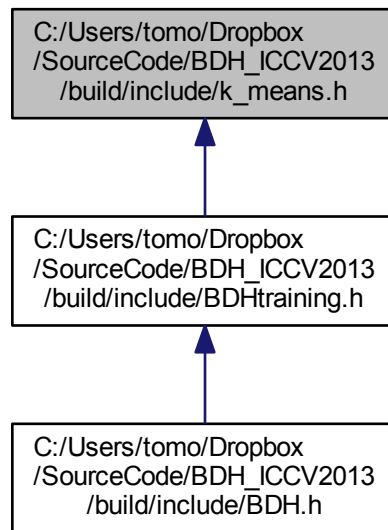 C:/Users/tomo/Dropbox
/SourceCode/BDH_ICCV2013
/build/include/k_means.h
C:/Users/tomo/Dropbox
/SourceCode/BDH_ICCV2013
/build/include/BDHtraining.h
C:/Users/tomo/Dropbox
/SourceCode/BDH_ICCV2013
/build/include/BDH.h